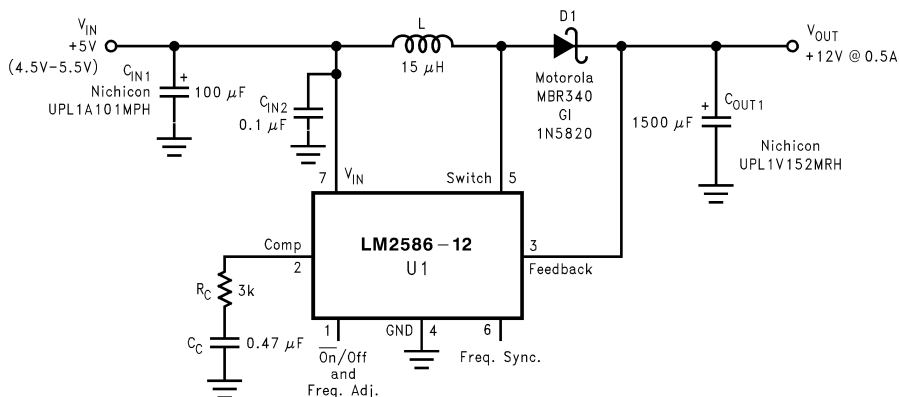 V_IN
+5V
(4.5V–5.5V)
C_IN1
Nichicon
UPL1A101MPH
+
100 μF
C_IN2
0.1 μF
L
15 μH
D1
Motorola
MBR340
GI
1N5820
V_OUT
+12V @ 0.5A
+
C_OUT1
1500 μF
Nichicon
UPL1V152MRH
7
V_IN
Switch
5
LM2586–12
U1
Comp
2
3
Feedback
R_C
3k
C_C
0.47 μF
1
GND
4
6
O̅n̅/Off
and
Freq. Adj.
Freq. Sync.